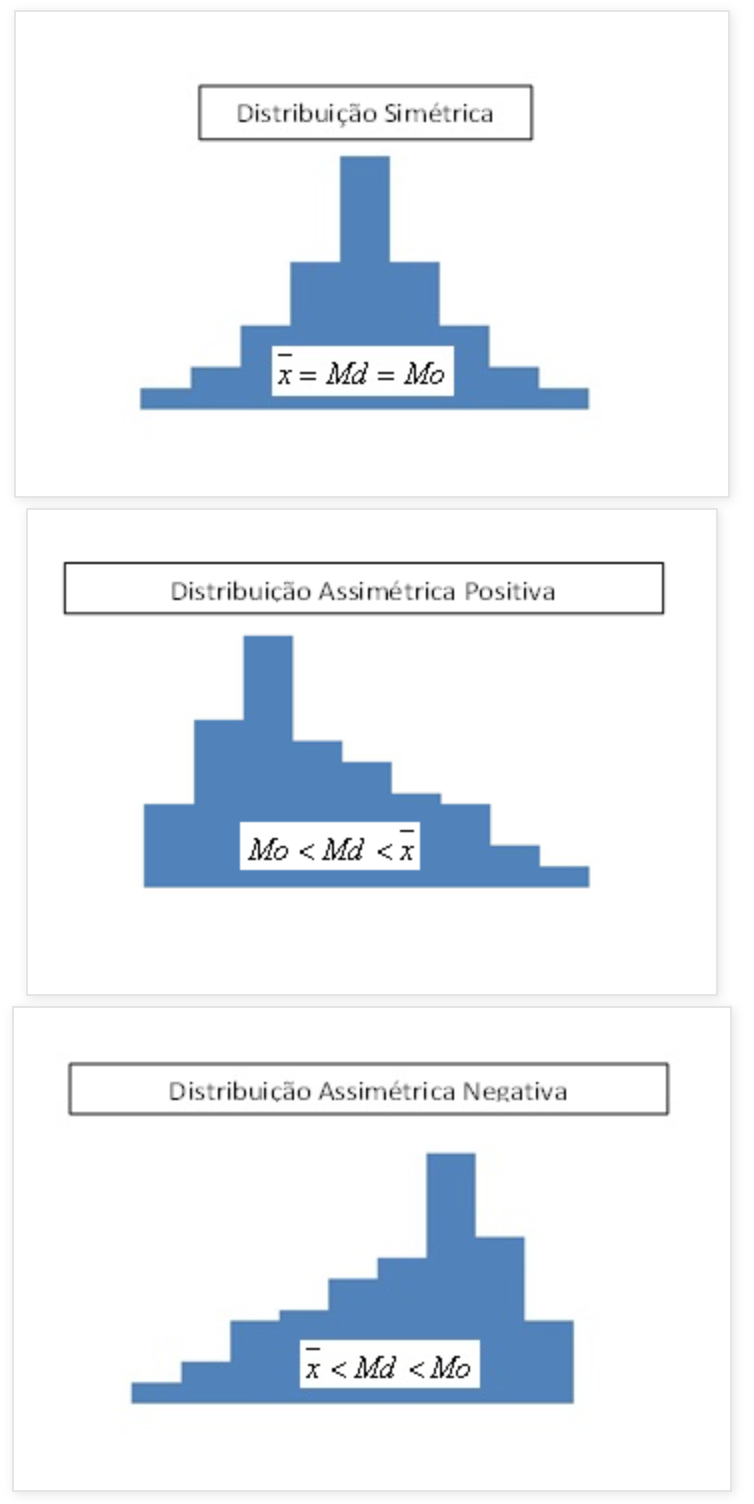 Distribuição Simétrica
x̅ = Md = Mo
Distribuição Assimétrica Positiva
Mo < Md < x̅
Distribuição Assimétrica Negativa
x̅ < Md < Mo